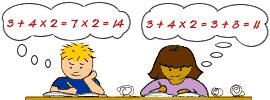 3 + 4 × 2 = 7 × 2 = 14
3 + 4 × 2 = 3 + 8 = 11